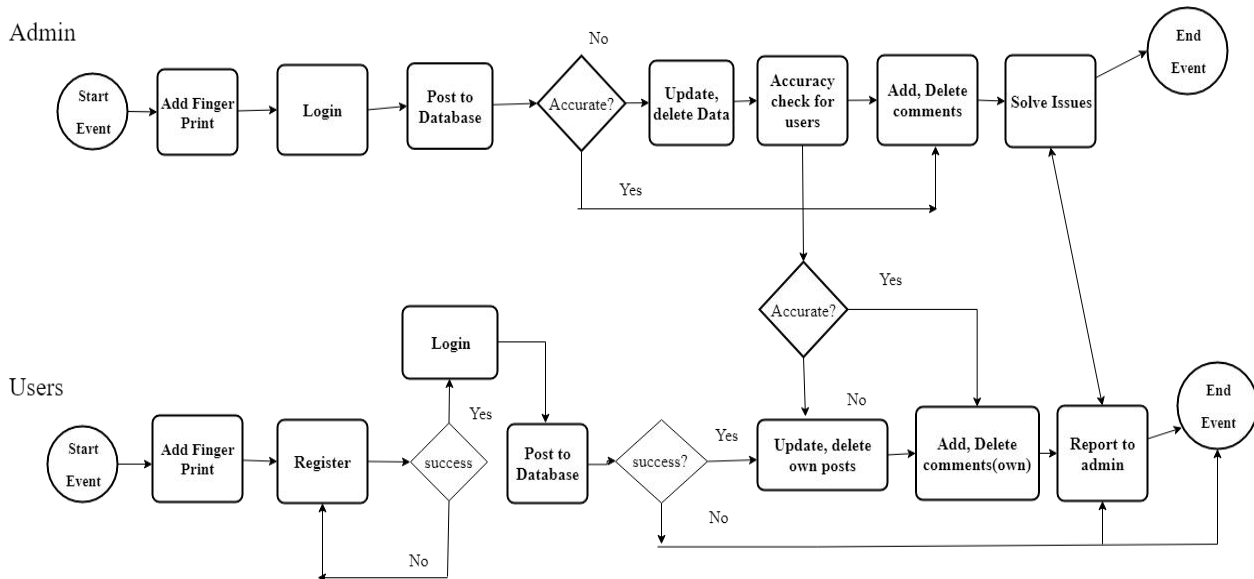 Admin
No
Start
Event
Add Finger
Print
Login
Post to
Database
Accurate?
Update,
delete Data
Accuracy
check for
users
Add, Delete
comments
Solve Issues
End
Event
Yes
Accurate?
Yes
No
Users
Login
Yes
Start
Event
Add Finger
Print
Register
success
No
Post to
Database
success?
Yes
No
Update, delete
own posts
Add, Delete
comments(own)
Report to
admin
End
Event